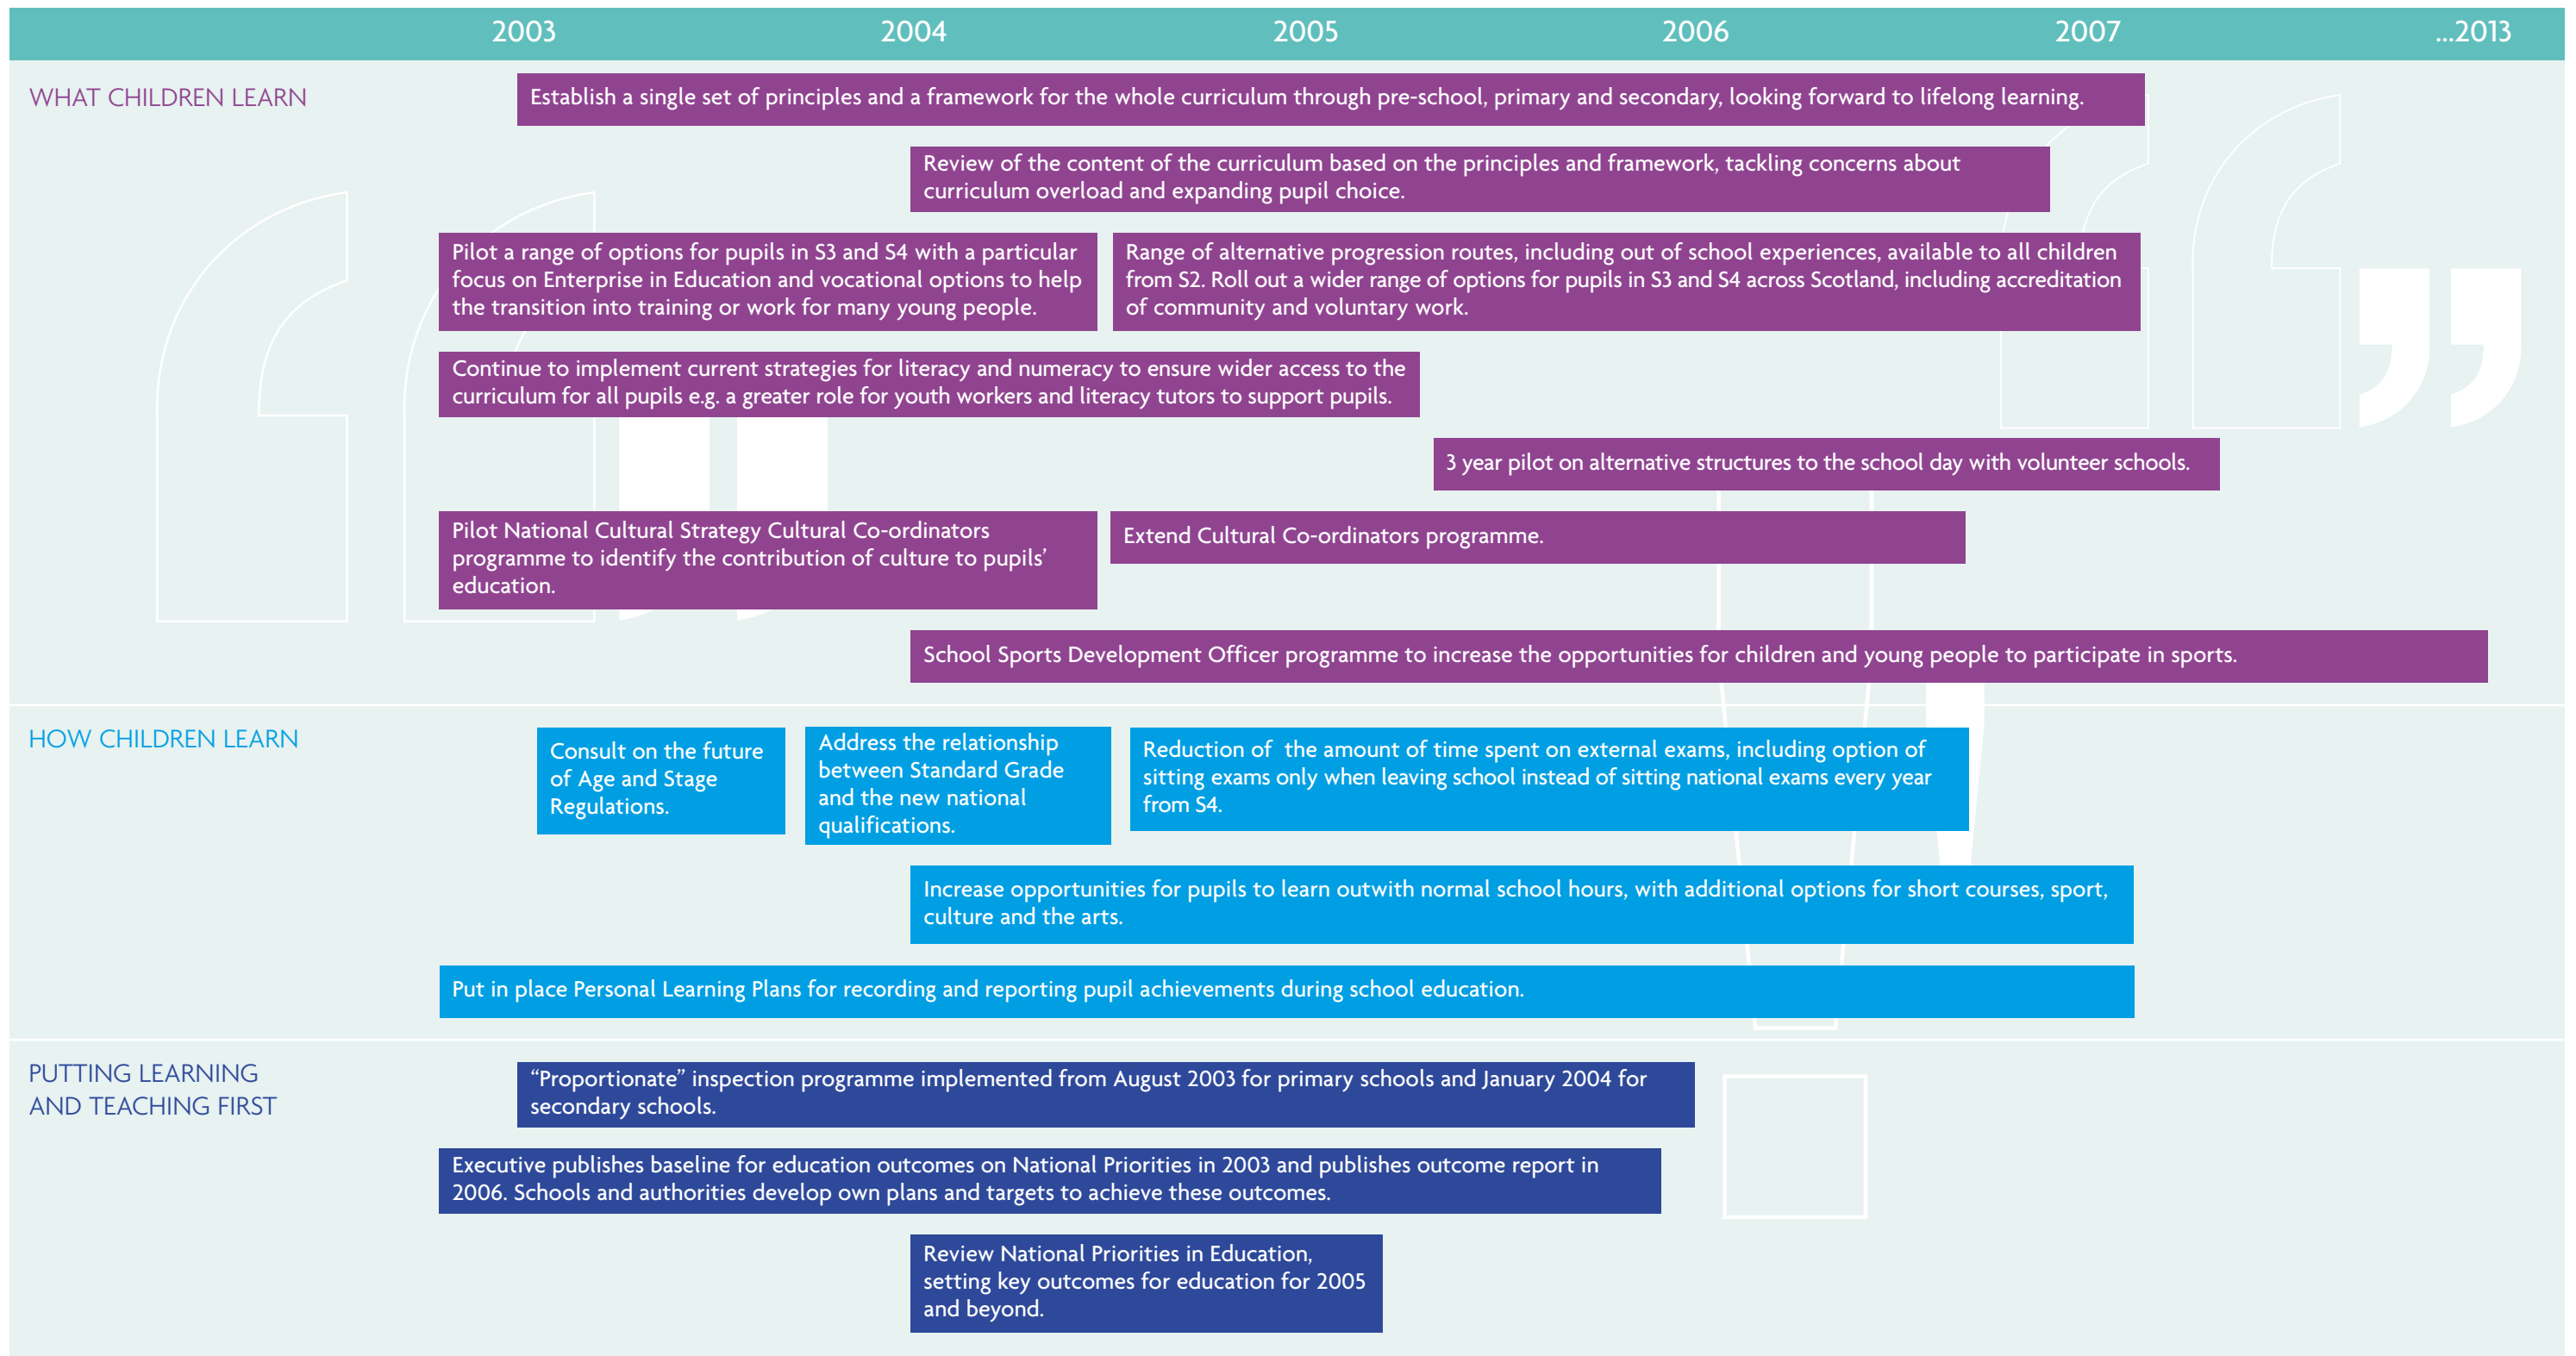 2003 2004 2005 2006 2007 ...2013
WHAT CHILDREN LEARN
Establish a single set of principles and a framework for the whole curriculum through pre-school, primary and secondary, looking forward to lifelong learning.
Review of the content of the curriculum based on the principles and framework, tackling concerns about
curriculum overload and expanding pupil choice.
Pilot a range of options for pupils in S3 and S4 with a particular
focus on Enterprise in Education and vocational options to help
the transition into training or work for many young people.
Range of alternative progression routes, including out of school experiences, available to all children
from S2. Roll out a wider range of options for pupils in S3 and S4 across Scotland, including accreditation
of community and voluntary work.
Continue to implement current strategies for literacy and numeracy to ensure wider access to the
curriculum for all pupils e.g. a greater role for youth workers and literacy tutors to support pupils.
3 year pilot on alternative structures to the school day with volunteer schools.
Pilot National Cultural Strategy Cultural Co-ordinators
programme to identify the contribution of culture to pupils’
education.
Extend Cultural Co-ordinators programme.
School Sports Development Officer programme to increase the opportunities for children and young people to participate in sports.
HOW CHILDREN LEARN
Consult on the future
of Age and Stage
Regulations.
Address the relationship
between Standard Grade
and the new national
qualifications.
Reduction of the amount of time spent on external exams, including option of
sitting exams only when leaving school instead of sitting national exams every year
from S4.
Increase opportunities for pupils to learn outwith normal school hours, with additional options for short courses, sport,
culture and the arts.
Put in place Personal Learning Plans for recording and reporting pupil achievements during school education.
PUTTING LEARNING
AND TEACHING FIRST
“Proportionate” inspection programme implemented from August 2003 for primary schools and January 2004 for
secondary schools.
Executive publishes baseline for education outcomes on National Priorities in 2003 and publishes outcome report in
2006. Schools and authorities develop own plans and targets to achieve these outcomes.
Review National Priorities in Education,
setting key outcomes for education for 2005
and beyond.